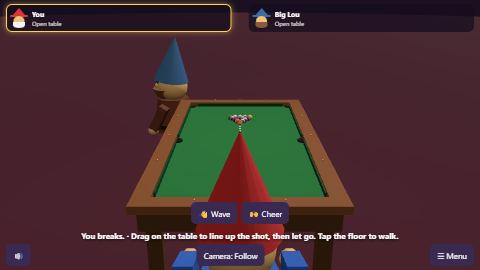 You
Open table
Big Lou
Open table
Wave
Cheer
You breaks. · Drag on the table to line up the shot, then let go. Tap the floor to walk.
Camera: Follow
Menu